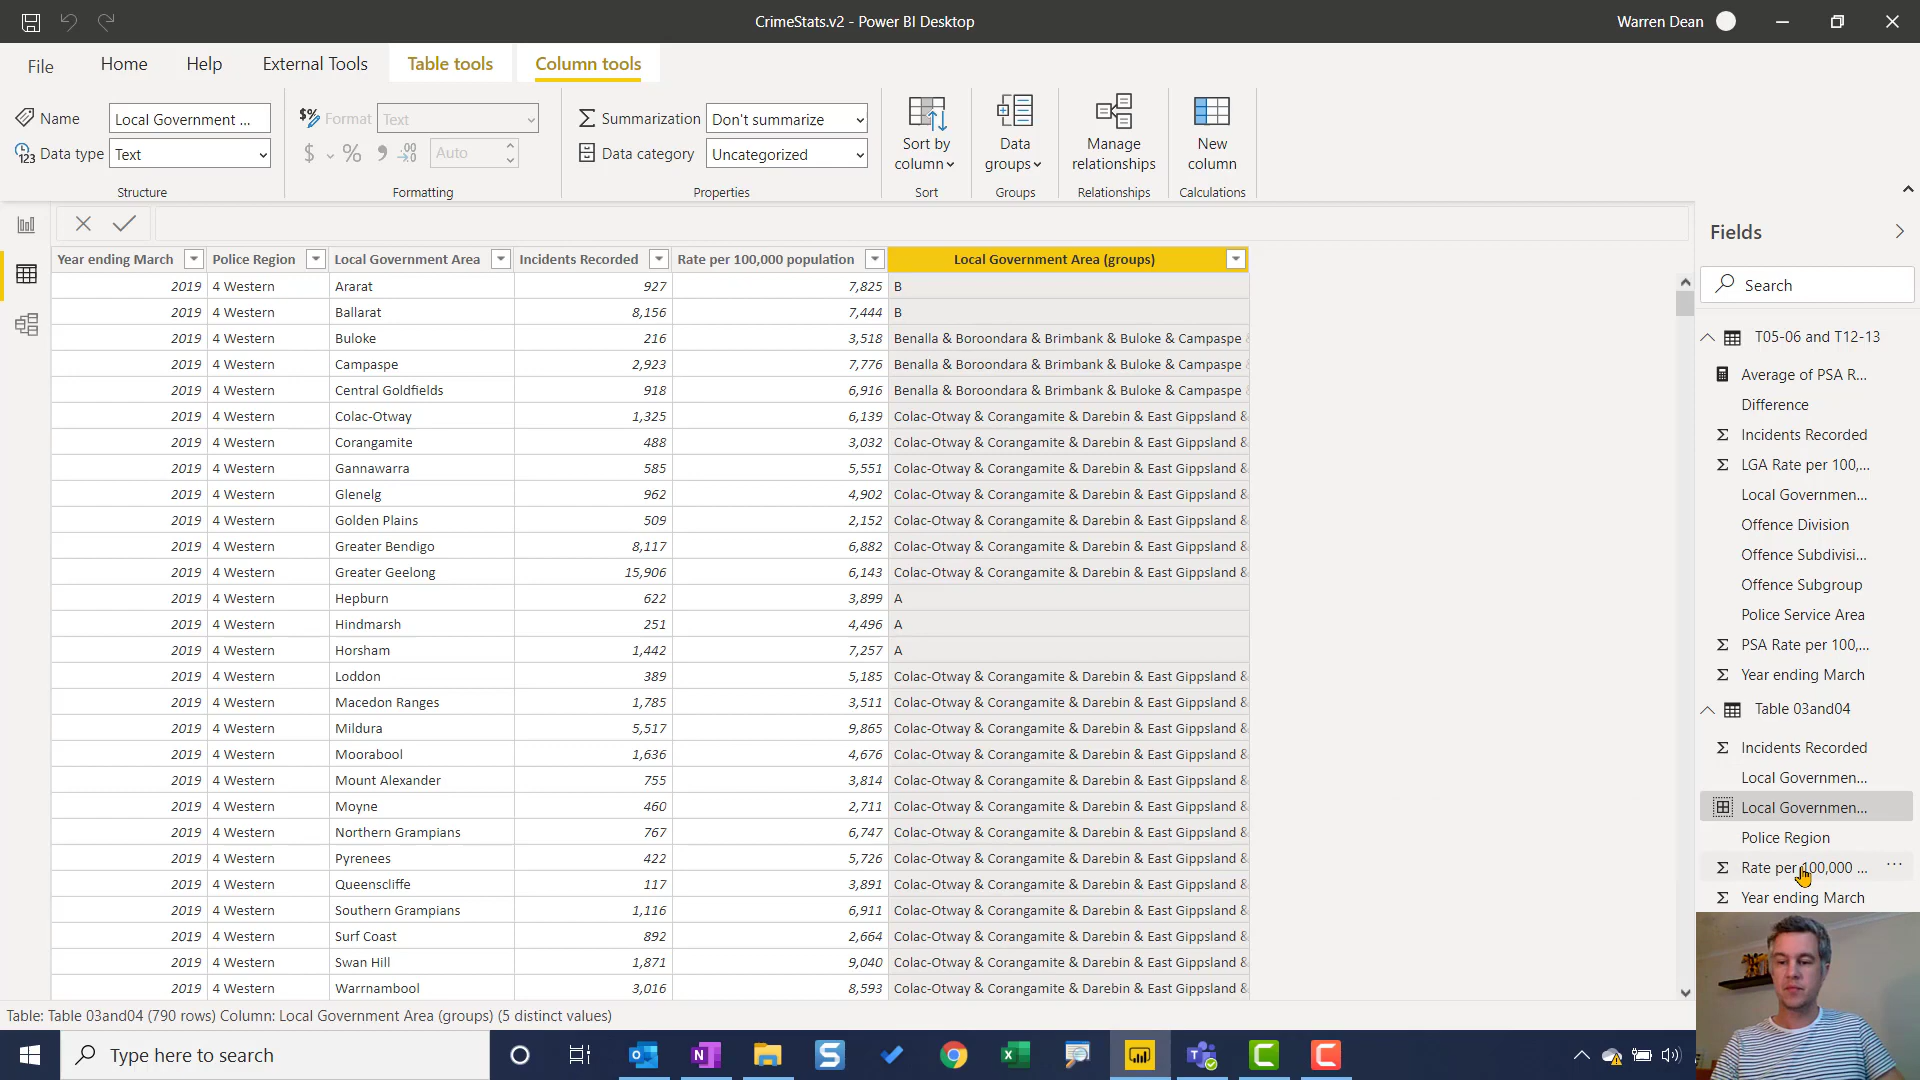 CrimeStats.v2 - Power BI Desktop
Warren Dean
File
Home
Help
External Tools
Table tools
Column tools
Name
Local Government ...
Data type
Text
Structure
Format
Text
Auto
Formatting
Summarization
Don't summarize
Data category
Uncategorized
Properties
Sort by
column
Sort
Data
groups
Groups
Manage
relationships
Relationships
New
column
Calculations
Year ending March Police Region Local Government Area Incidents Recorded Rate per 100,000 population Local Government Area (groups)
2019 4 Western Ararat 927 7,825 B
2019 4 Western Ballarat 8,156 7,444 B
2019 4 Western Buloke 216 3,518 Benalla & Boroondara & Brimbank & Buloke & Campaspe
2019 4 Western Campaspe 2,923 7,776 Benalla & Boroondara & Brimbank & Buloke & Campaspe
2019 4 Western Central Goldfields 918 6,916 Benalla & Boroondara & Brimbank & Buloke & Campaspe
2019 4 Western Colac-Otway 1,325 6,139 Colac-Otway & Corangamite & Darebin & East Gippsland &
2019 4 Western Corangamite 488 3,032 Colac-Otway & Corangamite & Darebin & East Gippsland &
2019 4 Western Gannawarra 585 5,551 Colac-Otway & Corangamite & Darebin & East Gippsland &
2019 4 Western Glenelg 962 4,902 Colac-Otway & Corangamite & Darebin & East Gippsland &
2019 4 Western Golden Plains 509 2,152 Colac-Otway & Corangamite & Darebin & East Gippsland &
2019 4 Western Greater Bendigo 8,117 6,882 Colac-Otway & Corangamite & Darebin & East Gippsland &
2019 4 Western Greater Geelong 15,906 6,143 Colac-Otway & Corangamite & Darebin & East Gippsland &
2019 4 Western Hepburn 622 3,899 A
2019 4 Western Hindmarsh 251 4,496 A
2019 4 Western Horsham 1,442 7,257 A
2019 4 Western Loddon 389 5,185 Colac-Otway & Corangamite & Darebin & East Gippsland &
2019 4 Western Macedon Ranges 1,785 3,511 Colac-Otway & Corangamite & Darebin & East Gippsland &
2019 4 Western Mildura 5,517 9,865 Colac-Otway & Corangamite & Darebin & East Gippsland &
2019 4 Western Moorabool 1,636 4,676 Colac-Otway & Corangamite & Darebin & East Gippsland &
2019 4 Western Mount Alexander 755 3,814 Colac-Otway & Corangamite & Darebin & East Gippsland &
2019 4 Western Moyne 460 2,711 Colac-Otway & Corangamite & Darebin & East Gippsland &
2019 4 Western Northern Grampians 767 6,747 Colac-Otway & Corangamite & Darebin & East Gippsland &
2019 4 Western Pyrenees 422 5,726 Colac-Otway & Corangamite & Darebin & East Gippsland &
2019 4 Western Queenscliffe 117 3,891 Colac-Otway & Corangamite & Darebin & East Gippsland &
2019 4 Western Southern Grampians 1,116 6,911 Colac-Otway & Corangamite & Darebin & East Gippsland &
2019 4 Western Surf Coast 892 2,664 Colac-Otway & Corangamite & Darebin & East Gippsland &
2019 4 Western Swan Hill 1,871 9,040 Colac-Otway & Corangamite & Darebin & East Gippsland &
2019 4 Western Warrnambool 3,016 8,593 Colac-Otway & Corangamite & Darebin & East Gippsland &
Fields
Search
T05-06 and T12-13
Average of PSA R...
Difference
Incidents Recorded
LGA Rate per 100,...
Local Governmen...
Offence Division
Offence Subdivisi...
Offence Subgroup
Police Service Area
PSA Rate per 100,...
Year ending March
Table 03and04
Incidents Recorded
Local Governmen...
Local Governmen...
Police Region
Rate per 100,000 ...
Year ending March
Table: Table 03and04 (790 rows) Column: Local Government Area (groups) (5 distinct values)
Type here to search